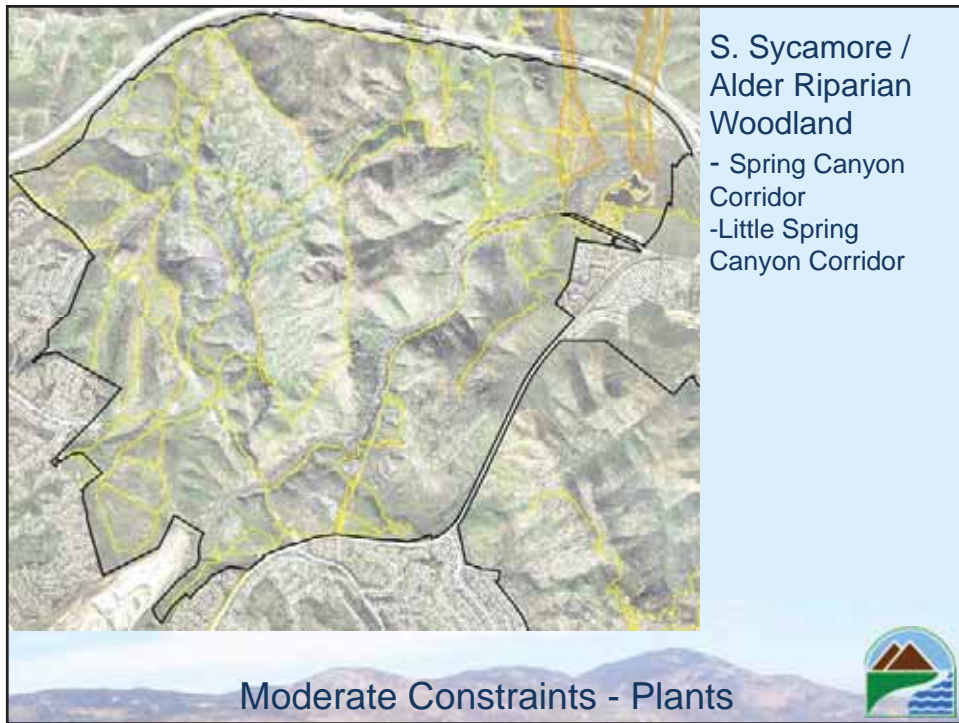 S. Sycamore /
Alder Riparian
Woodland
- Spring Canyon
Corridor
-Little Spring
Canyon Corridor
Moderate Constraints - Plants